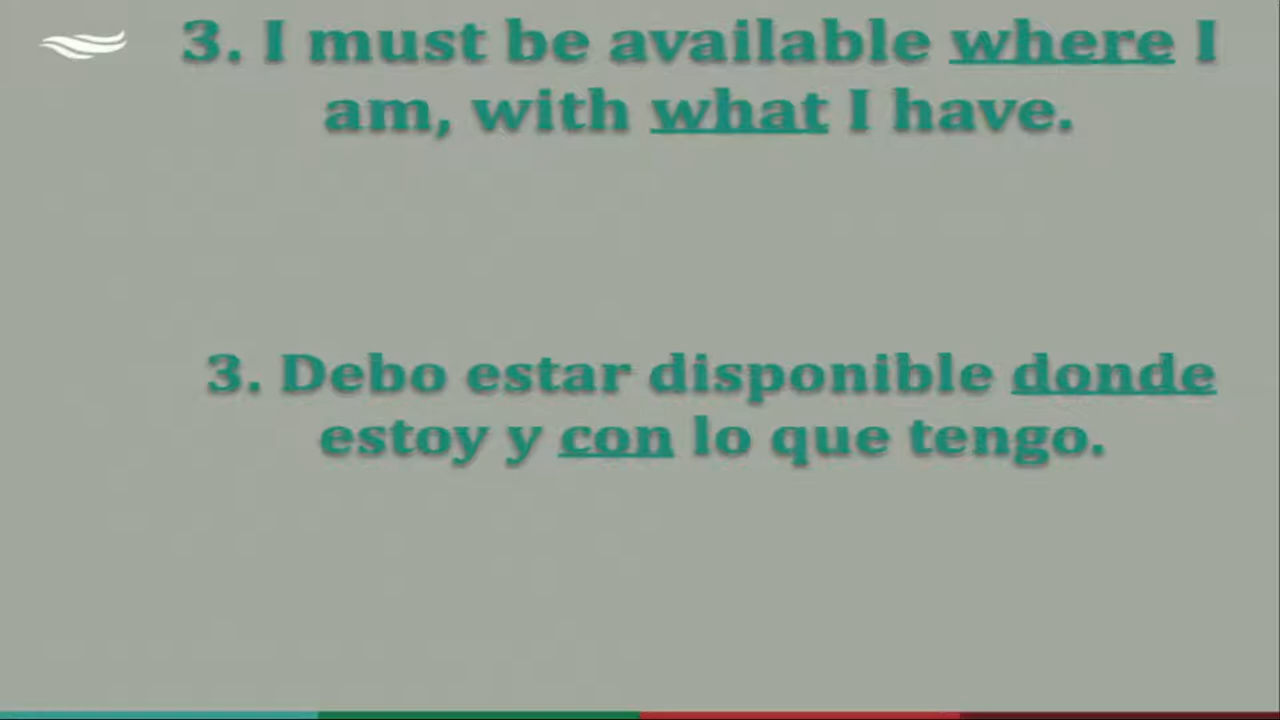 3. I must be available where I
am, with what I have.
3. Debo estar disponible donde
estoy y con lo que tengo.